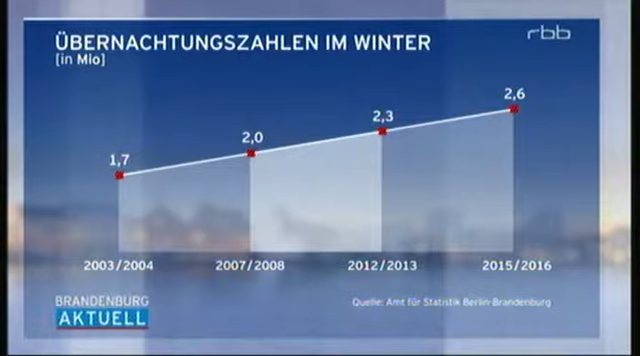 ÜBERNACHTUNGSZAHLEN IM WINTER
rbb
[in Mio]
1,7
2,0
2,3
2,6
2003/2004
2007/2008
2012/2013
2015/2016
BRANDENBURG
AKTUELL
Quelle: Amt für Statistik Berlin-Brandenburg